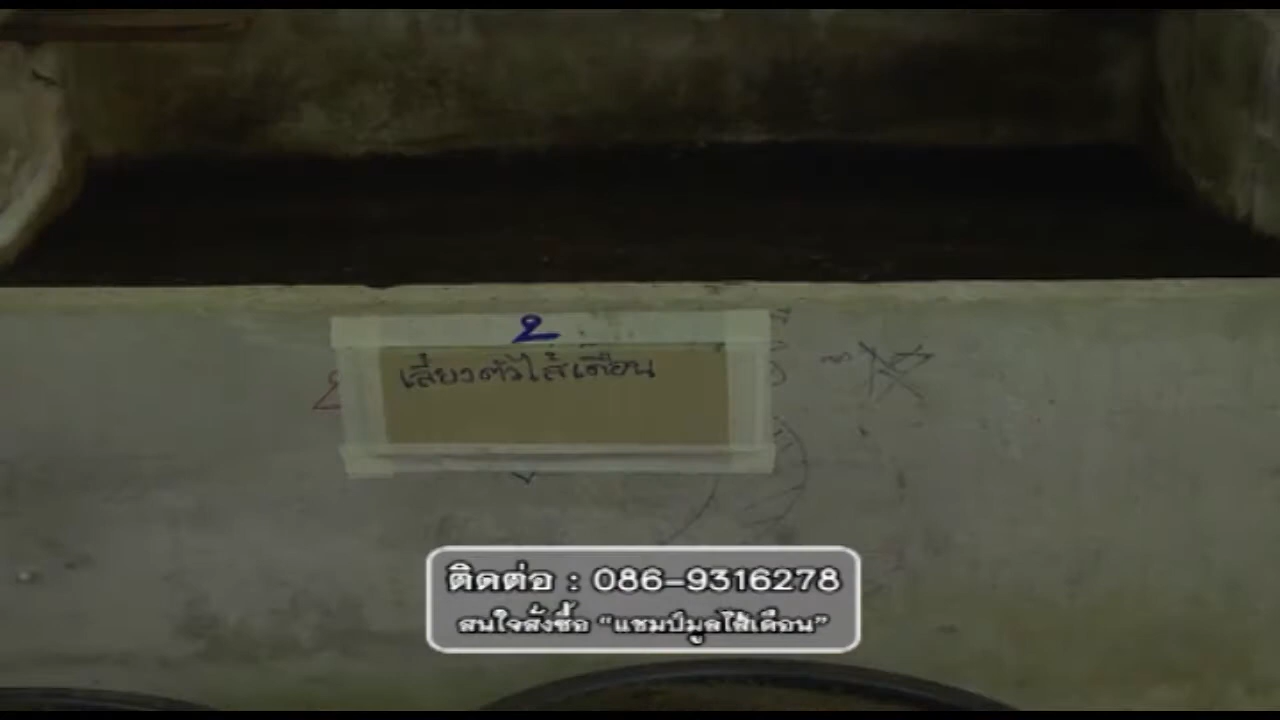 2
เลี้ยงตัวไส้เดือน
ติดต่อ : 086-9316278
สนใจสั่งซื้อ “แชมป์มูลไส้เดือน”